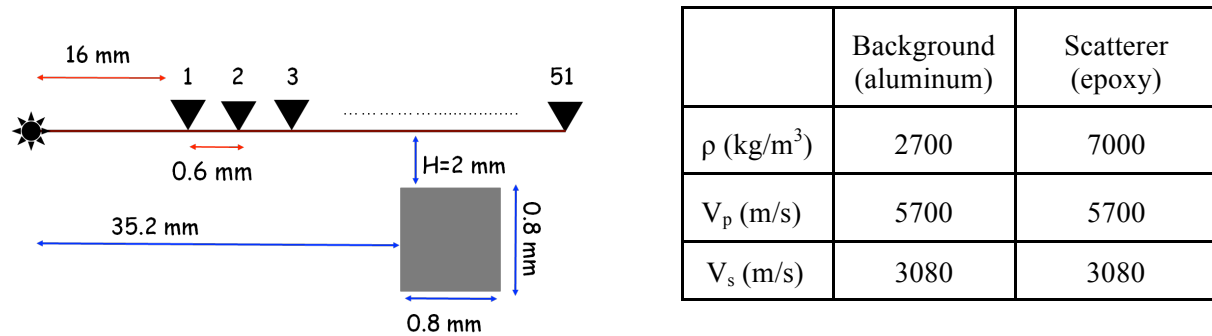 16 mm
1 2 3 51
0.6 mm
H=2 mm
35.2 mm
0.8 mm
0.8 mm
Background (aluminum)
Scatterer (epoxy)
ρ (kg/m³) 2700 7000
Vₚ (m/s) 5700 5700
Vₛ (m/s) 3080 3080